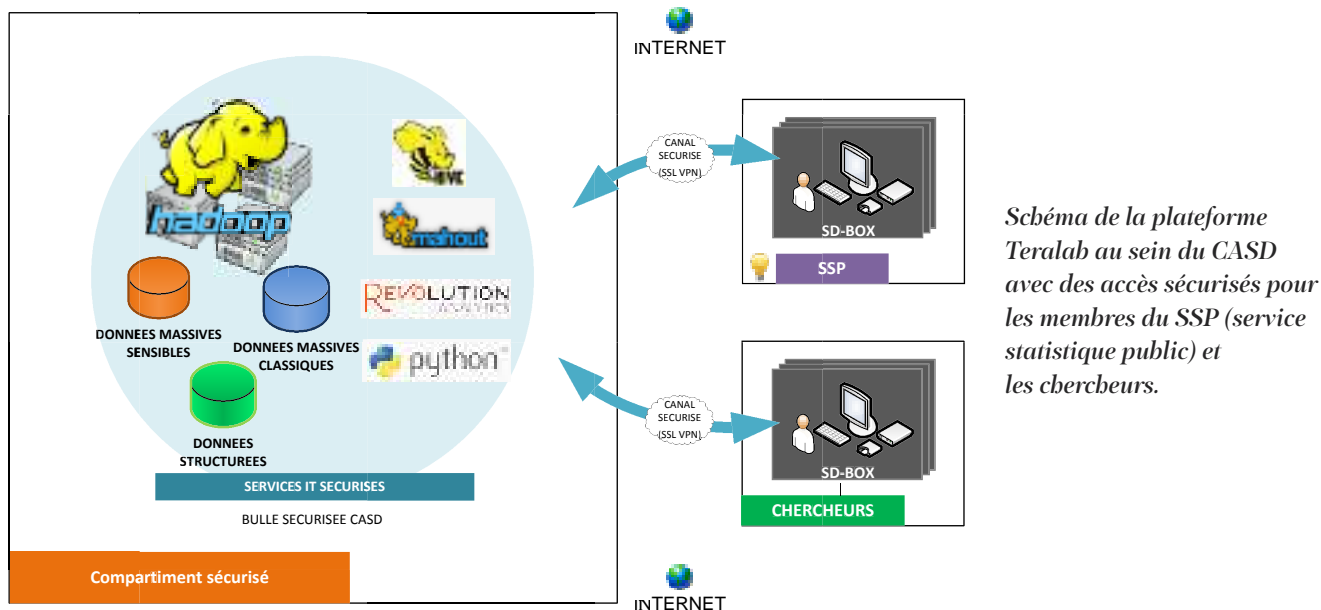 INTERNET
hadoop
HIVE
mahout
REVOLUTION
ANALYTICS
python
DONNEES MASSIVES
SENSIBLES
DONNEES MASSIVES
CLASSIQUES
DONNEES
STRUCTUREES
SERVICES IT SECURISES
BULLE SECURISEE CASD
Compartiment sécurisé
CANAL
SECURISE
(SSL VPN)
SD-BOX
SSP
CANAL
SECURISE
(SSL VPN)
SD-BOX
CHERCHEURS
INTERNET
Schéma de la plateforme
Teralab au sein du CASD
avec des accès sécurisés pour
les membres du SSP (service
statistique public) et
les chercheurs.